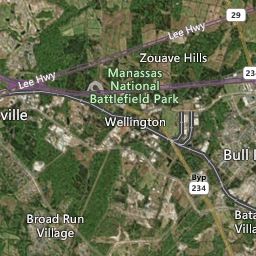 29
Lee Hwy
Zouave Hills
234
Manassas
National
Battlefield Park
Lee Hwy
ville
Wellington
Bull
Byp
234
Broad Run
Village
Bata
Villa